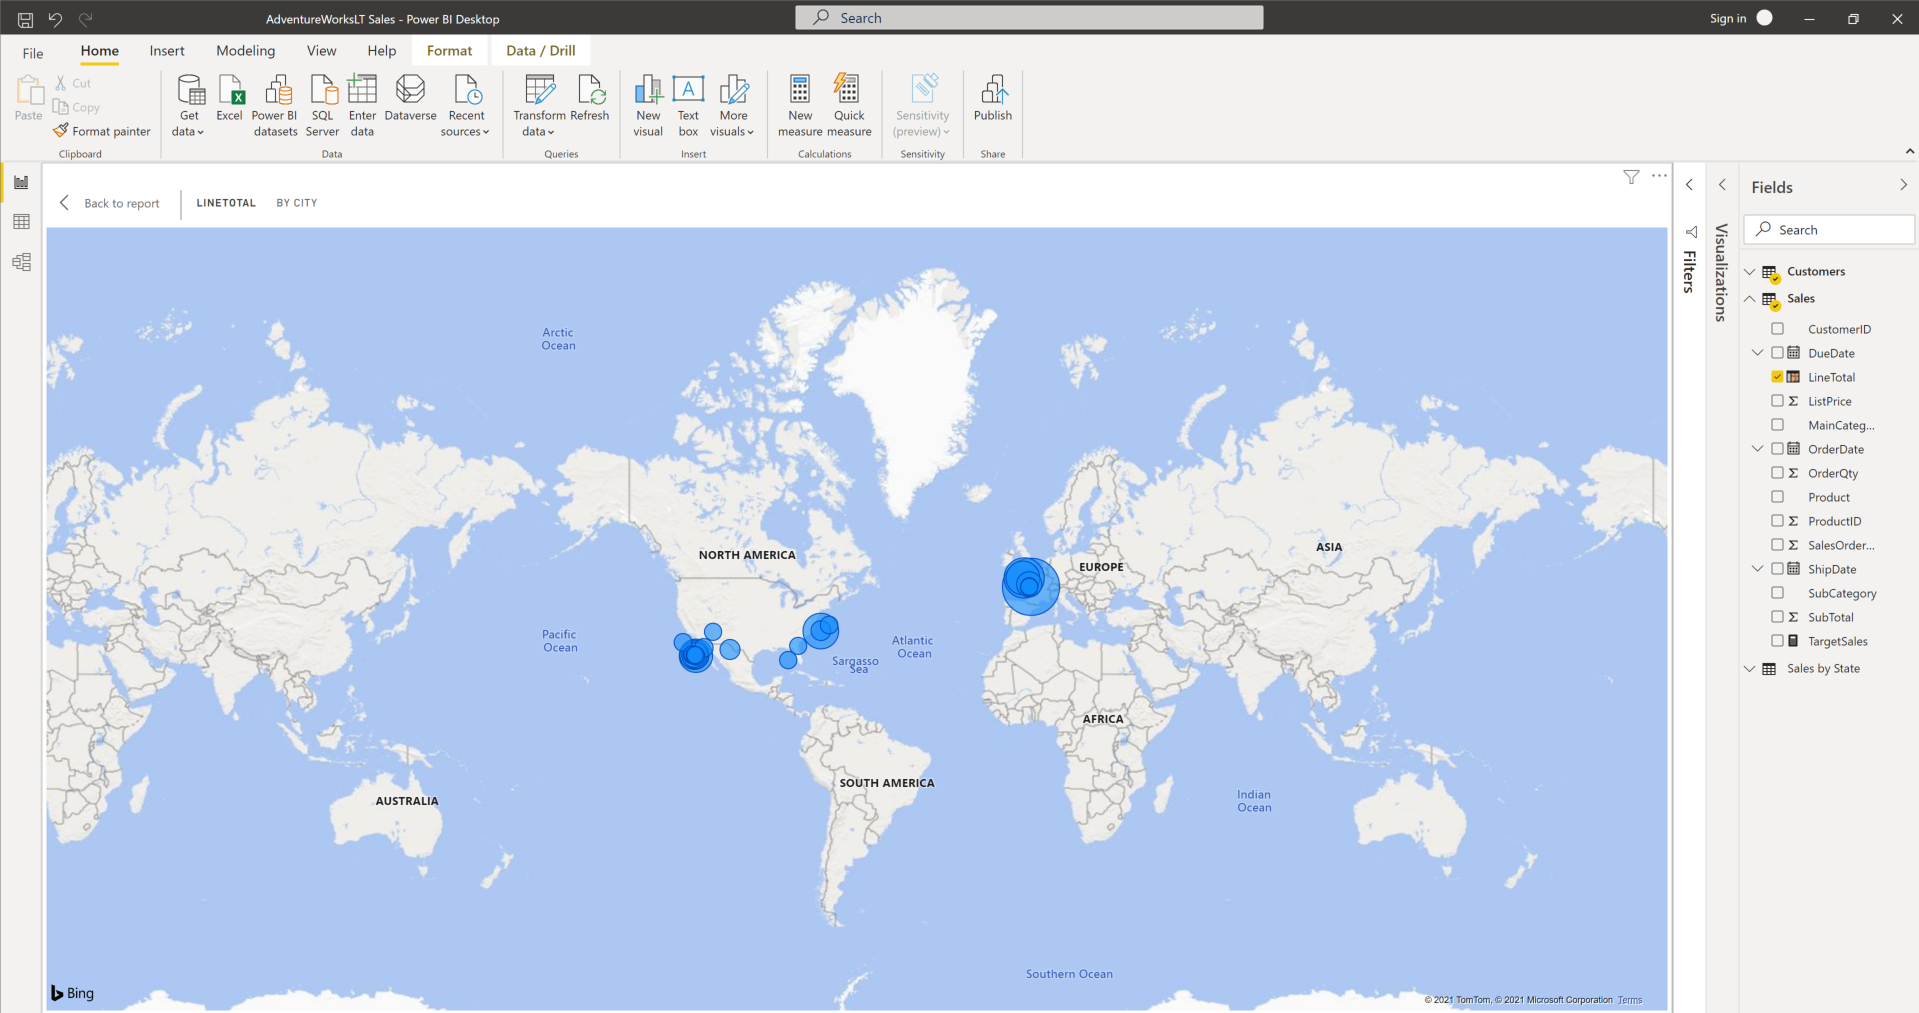 AdventureWorksLT Sales - Power BI Desktop
Search
Sign in
File
Home
Insert
Modeling
View
Help
Format
Data / Drill
Paste
Cut
Copy
Format painter
Clipboard
Get data
Excel
Power BI datasets
SQL Server
Enter data
Dataverse
Recent sources
Data
Transform data
Refresh
Queries
New visual
Text box
More visuals
Insert
New measure
Quick measure
Calculations
Sensitivity (preview)
Sensitivity
Publish
Share
Back to report
LINETOTAL
BY CITY
Arctic
Ocean
NORTH AMERICA
EUROPE
ASIA
Pacific
Ocean
Atlantic
Ocean
Sargasso
Sea
AFRICA
SOUTH AMERICA
AUSTRALIA
Indian
Ocean
Southern Ocean
Bing
© 2021 TomTom, © 2021 Microsoft Corporation Terms
Filters
Visualizations
Fields
Search
Customers
Sales
CustomerID
DueDate
LineTotal
ListPrice
MainCateg...
OrderDate
OrderQty
Product
ProductID
SalesOrder...
ShipDate
SubCategory
SubTotal
TargetSales
Sales by State